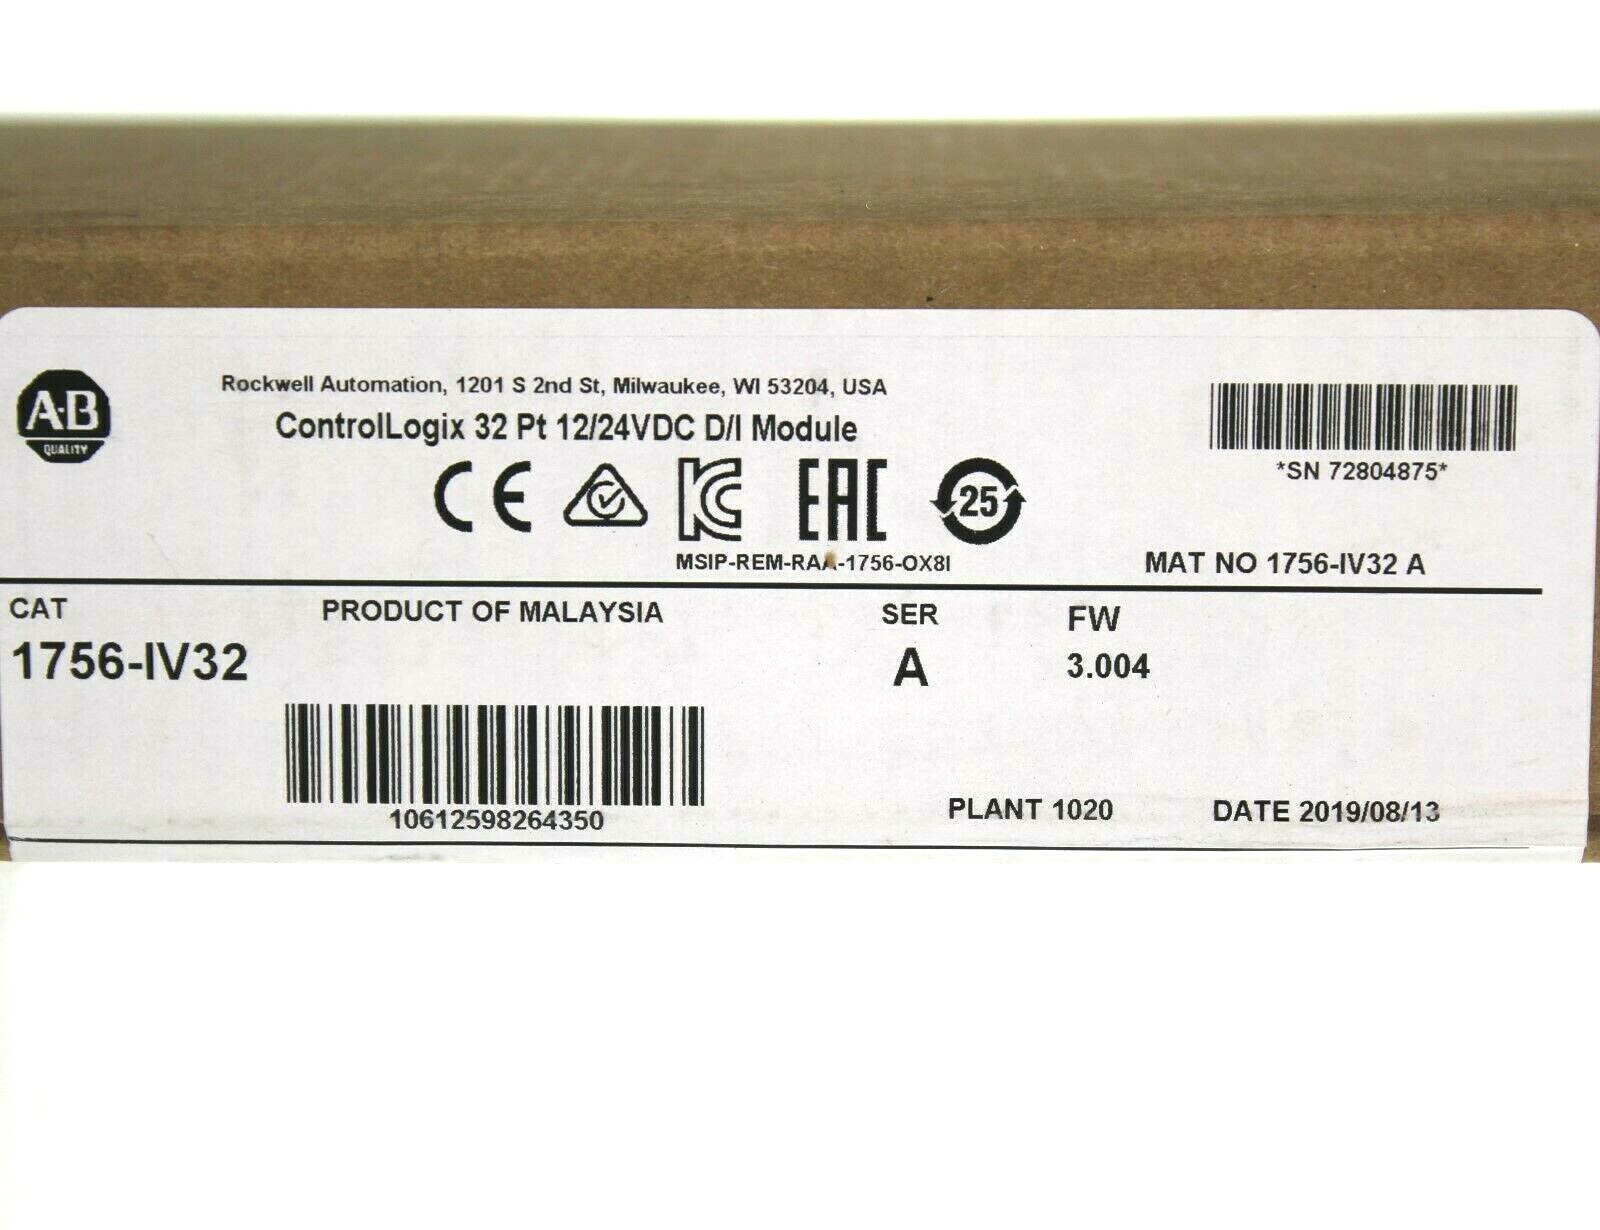 A-B
QUALITY
Rockwell Automation, 1201 S 2nd St, Milwaukee, WI 53204, USA
ControlLogix 32 Pt 12/24VDC D/I Module
*SN 72804875*
CE
KC
EAC
25
MSIP-REM-RAA-1756-OX8I
MAT NO 1756-IV32 A
CAT
PRODUCT OF MALAYSIA
SER
FW
1756-IV32
A
3.004
10612598264350
PLANT 1020
DATE 2019/08/13